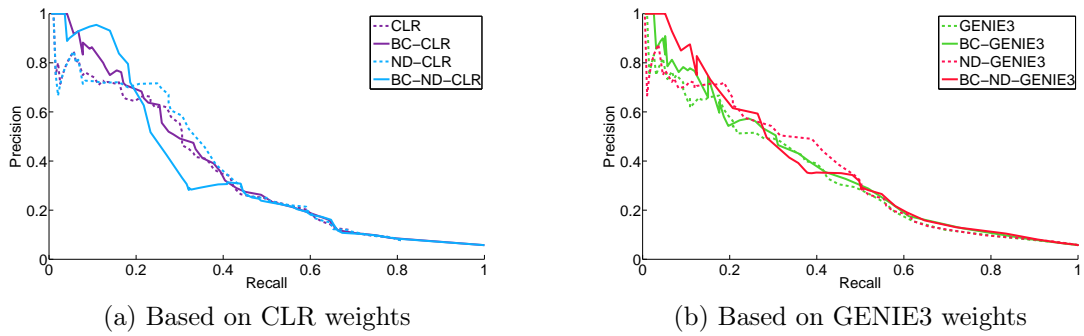 1
0.8
0.6
0.4
0.2
0
Precision
0
0.2
0.4
0.6
0.8
1
Recall
CLR
BC−CLR
ND−CLR
BC−ND−CLR
(a) Based on CLR weights
1
0.8
0.6
0.4
0.2
0
Precision
0
0.2
0.4
0.6
0.8
1
Recall
GENIE3
BC−GENIE3
ND−GENIE3
BC−ND−GENIE3
(b) Based on GENIE3 weights